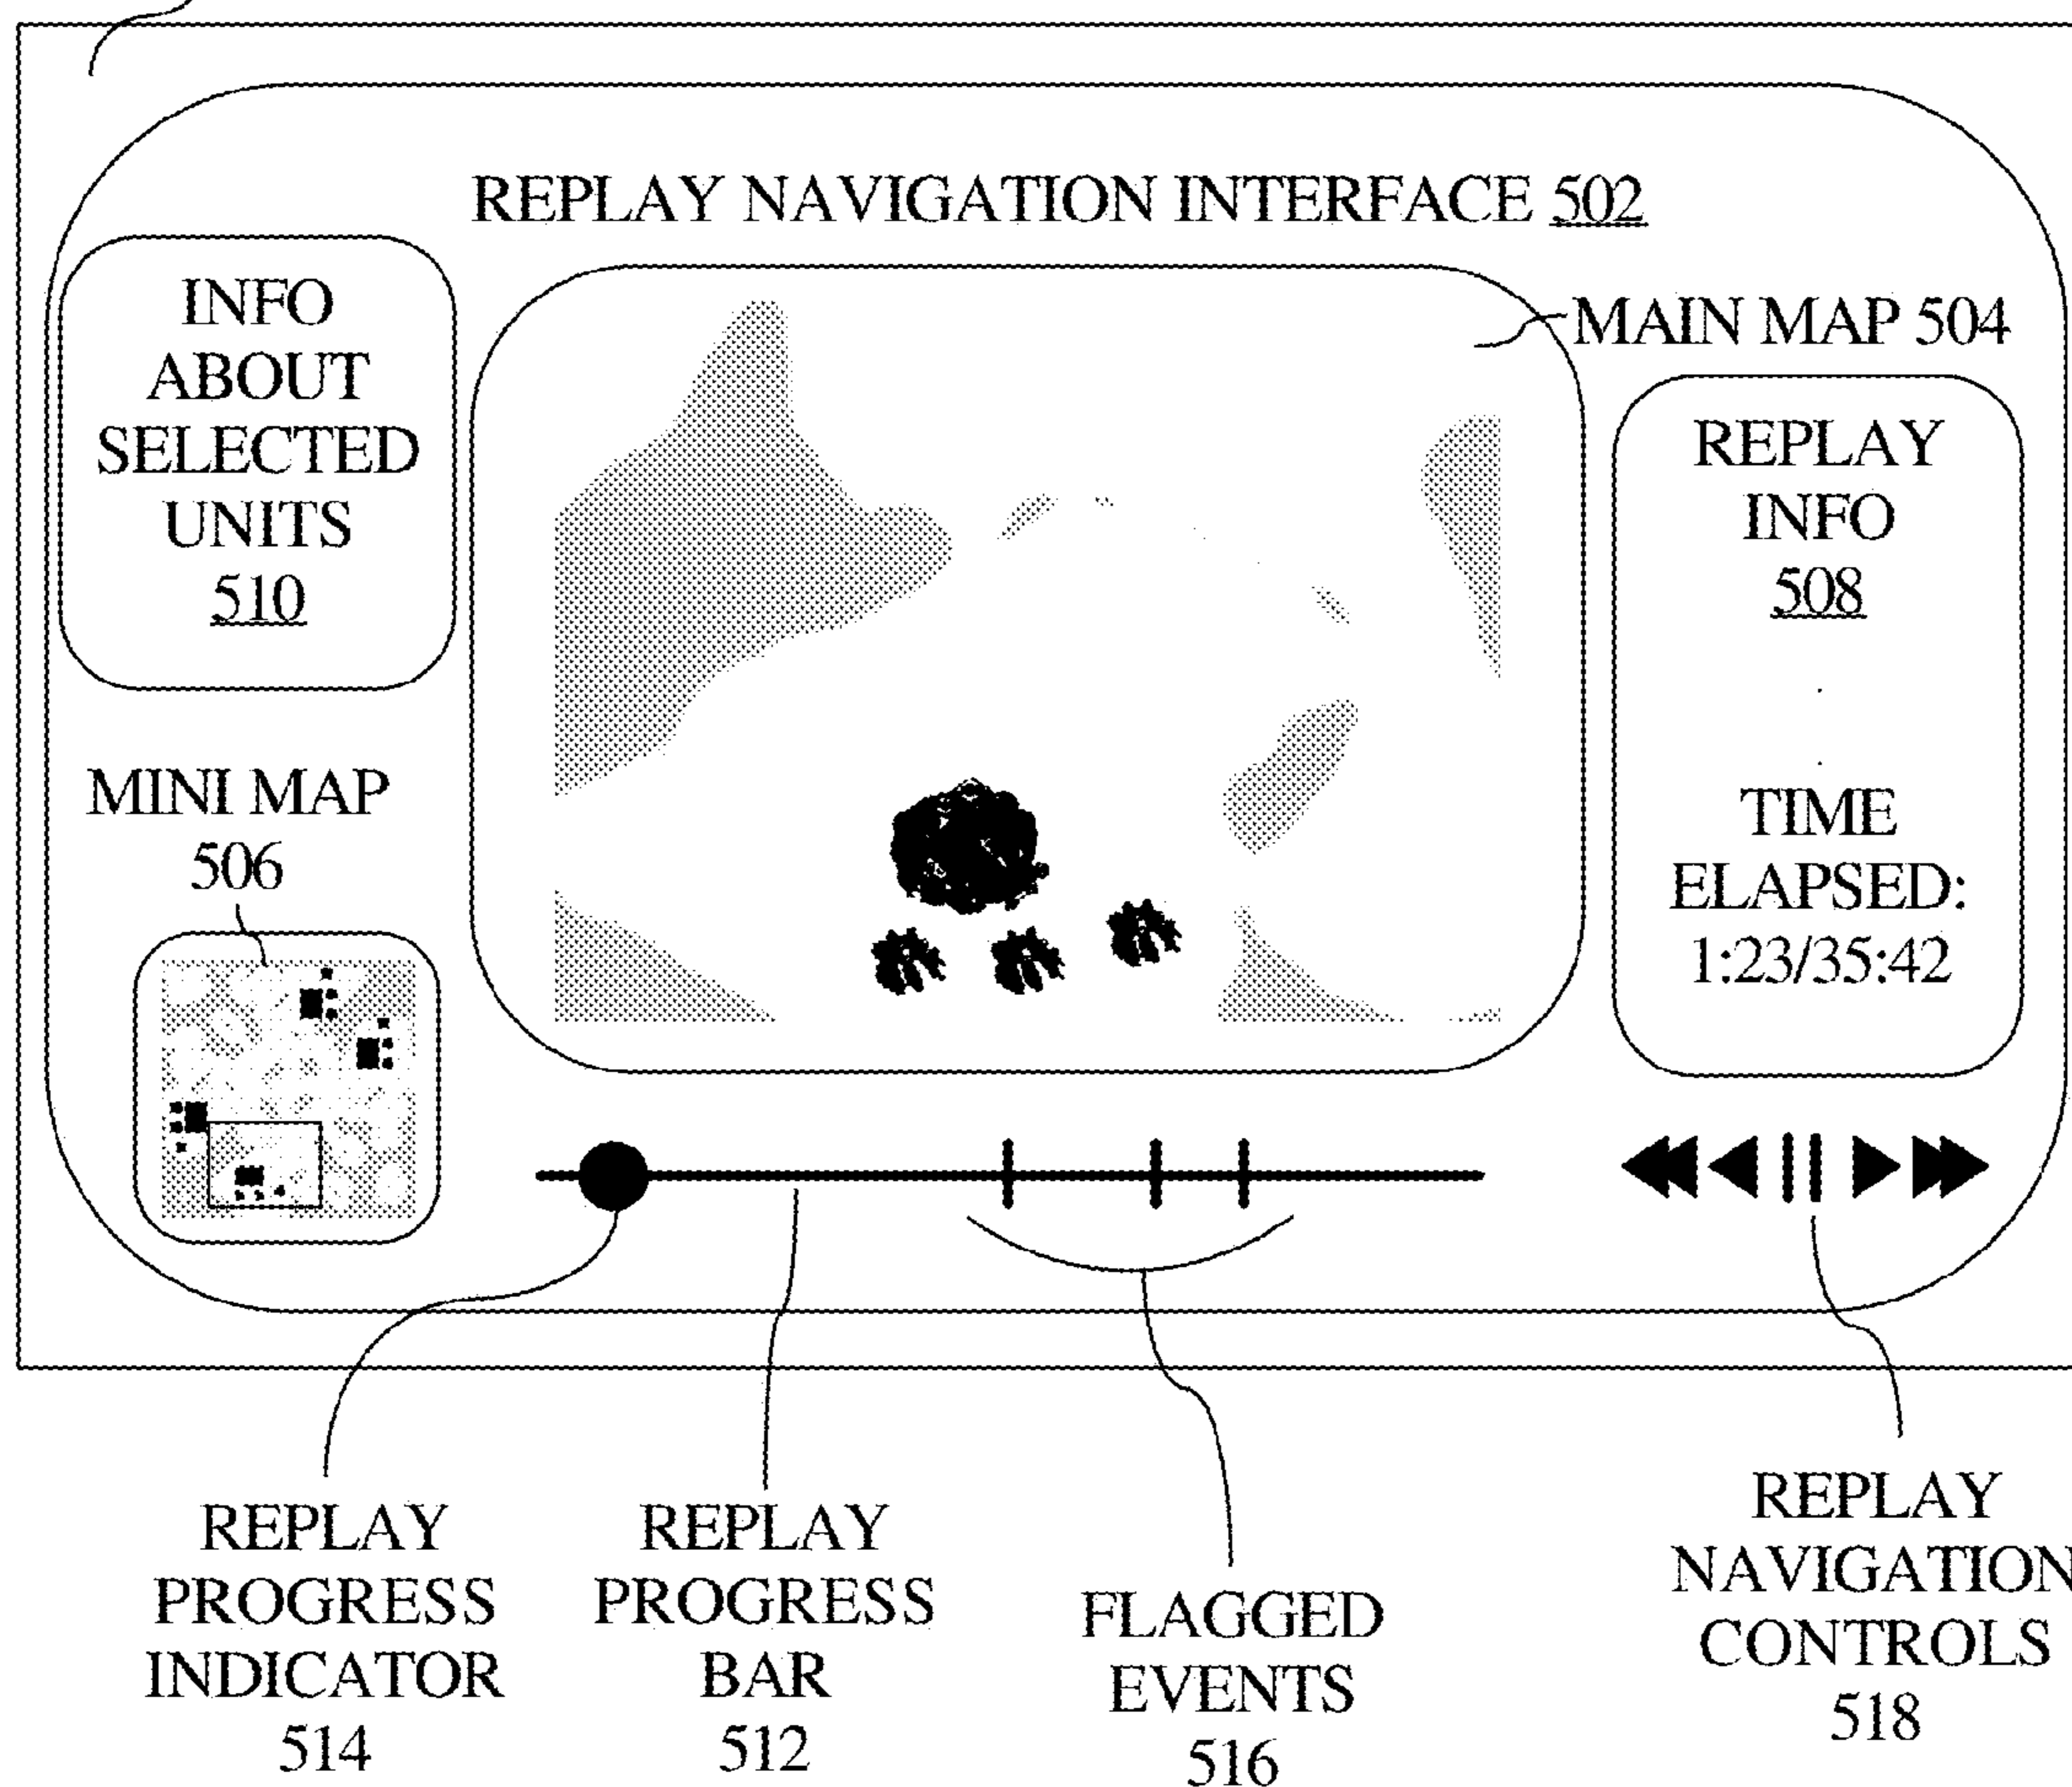 REPLAY NAVIGATION INTERFACE 502
INFO
ABOUT
SELECTED
UNITS
510
MAIN MAP 504
REPLAY
INFO
508
.
.
TIME
ELAPSED:
1:23/35:42
MINI MAP
506
REPLAY
PROGRESS
INDICATOR
514
REPLAY
PROGRESS
BAR
512
FLAGGED
EVENTS
516
REPLAY
NAVIGATION
CONTROLS
518